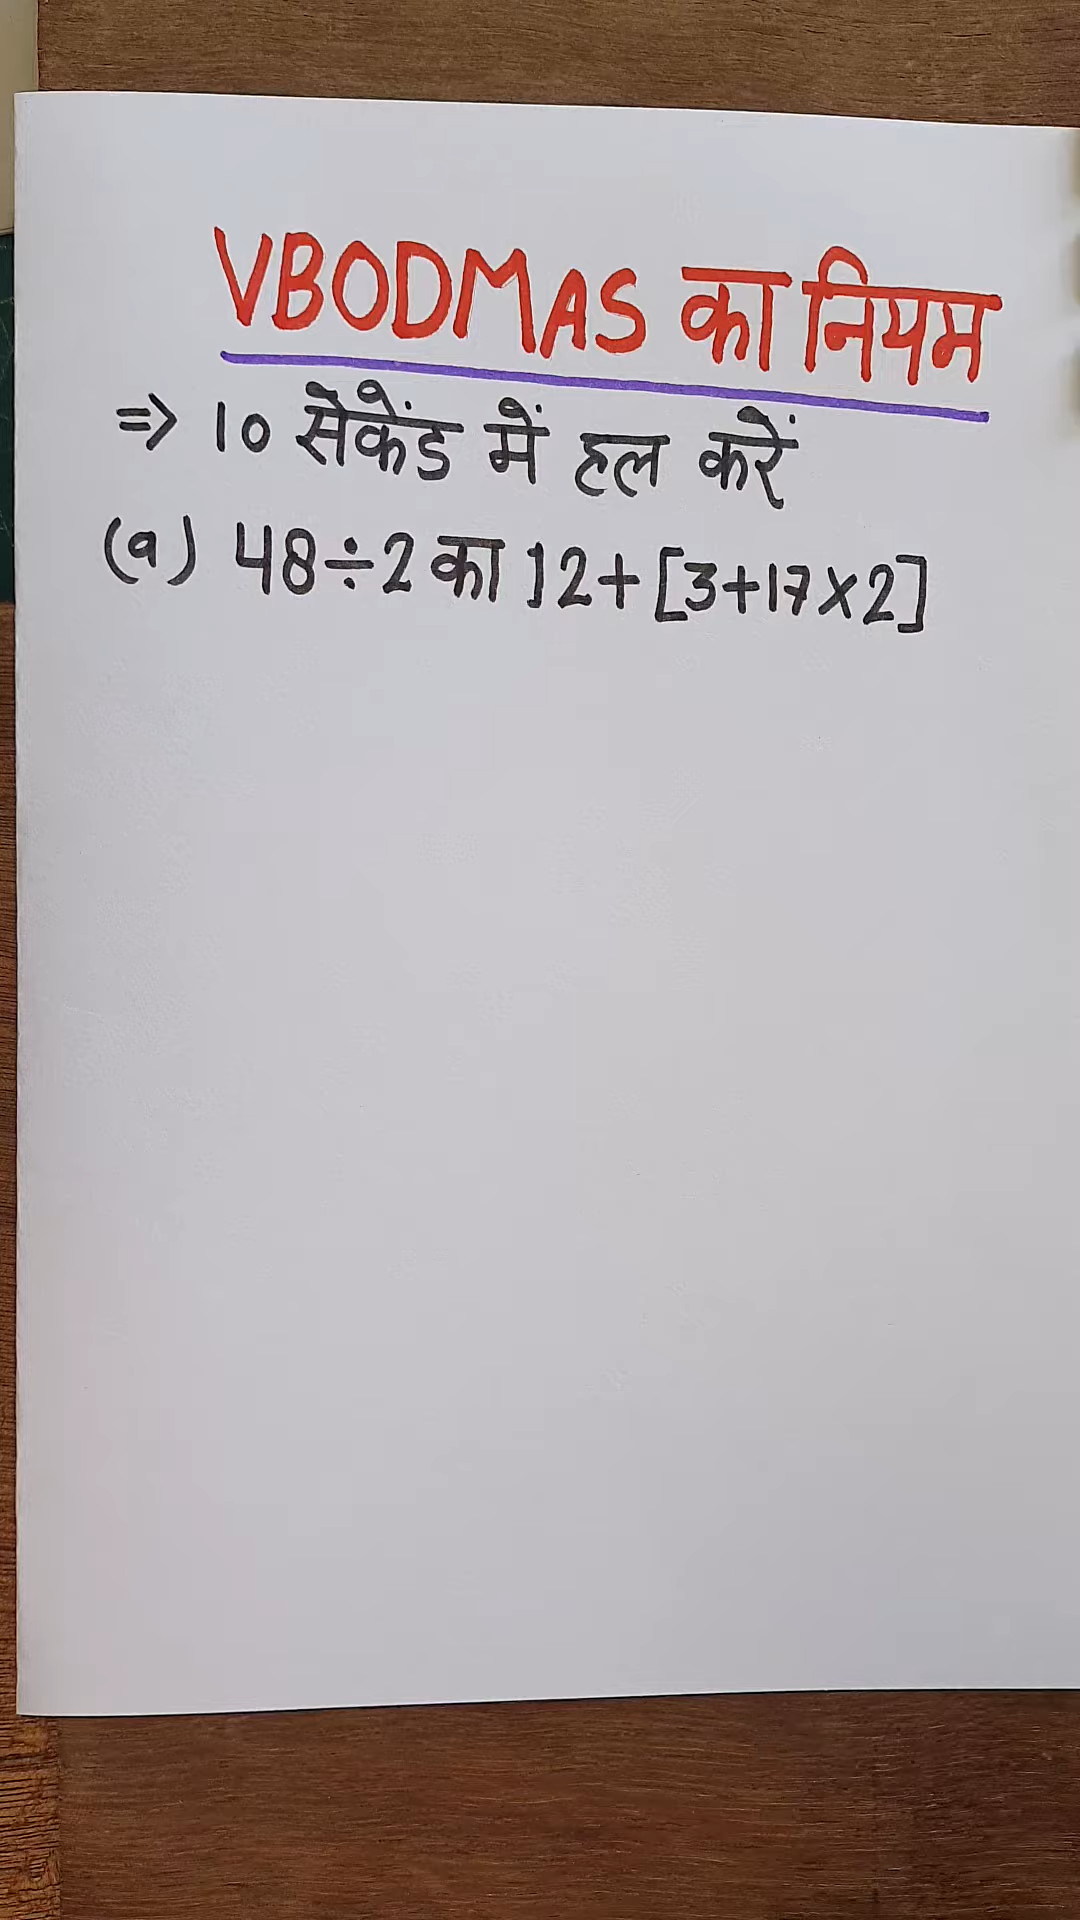 VBODMAS का नियम
⇒ 10 सेकेंड में हल करें
(a) 48÷2 का 12+[3+17×2]